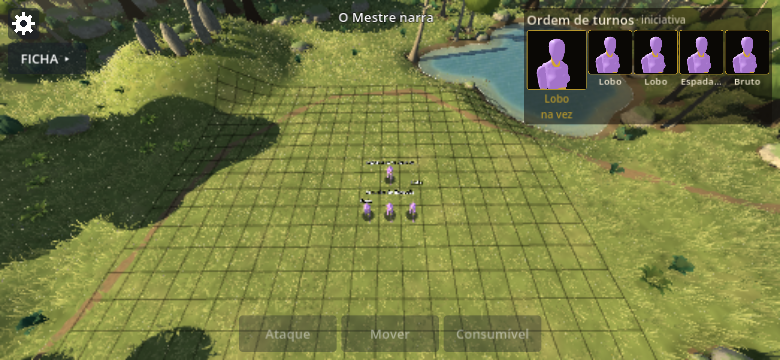 O Mestre narra
FICHA
Ordem de turnos iniciativa
Lobo
na vez
Lobo
Lobo
Espada...
Bruto
Ataque
Mover
Consumível